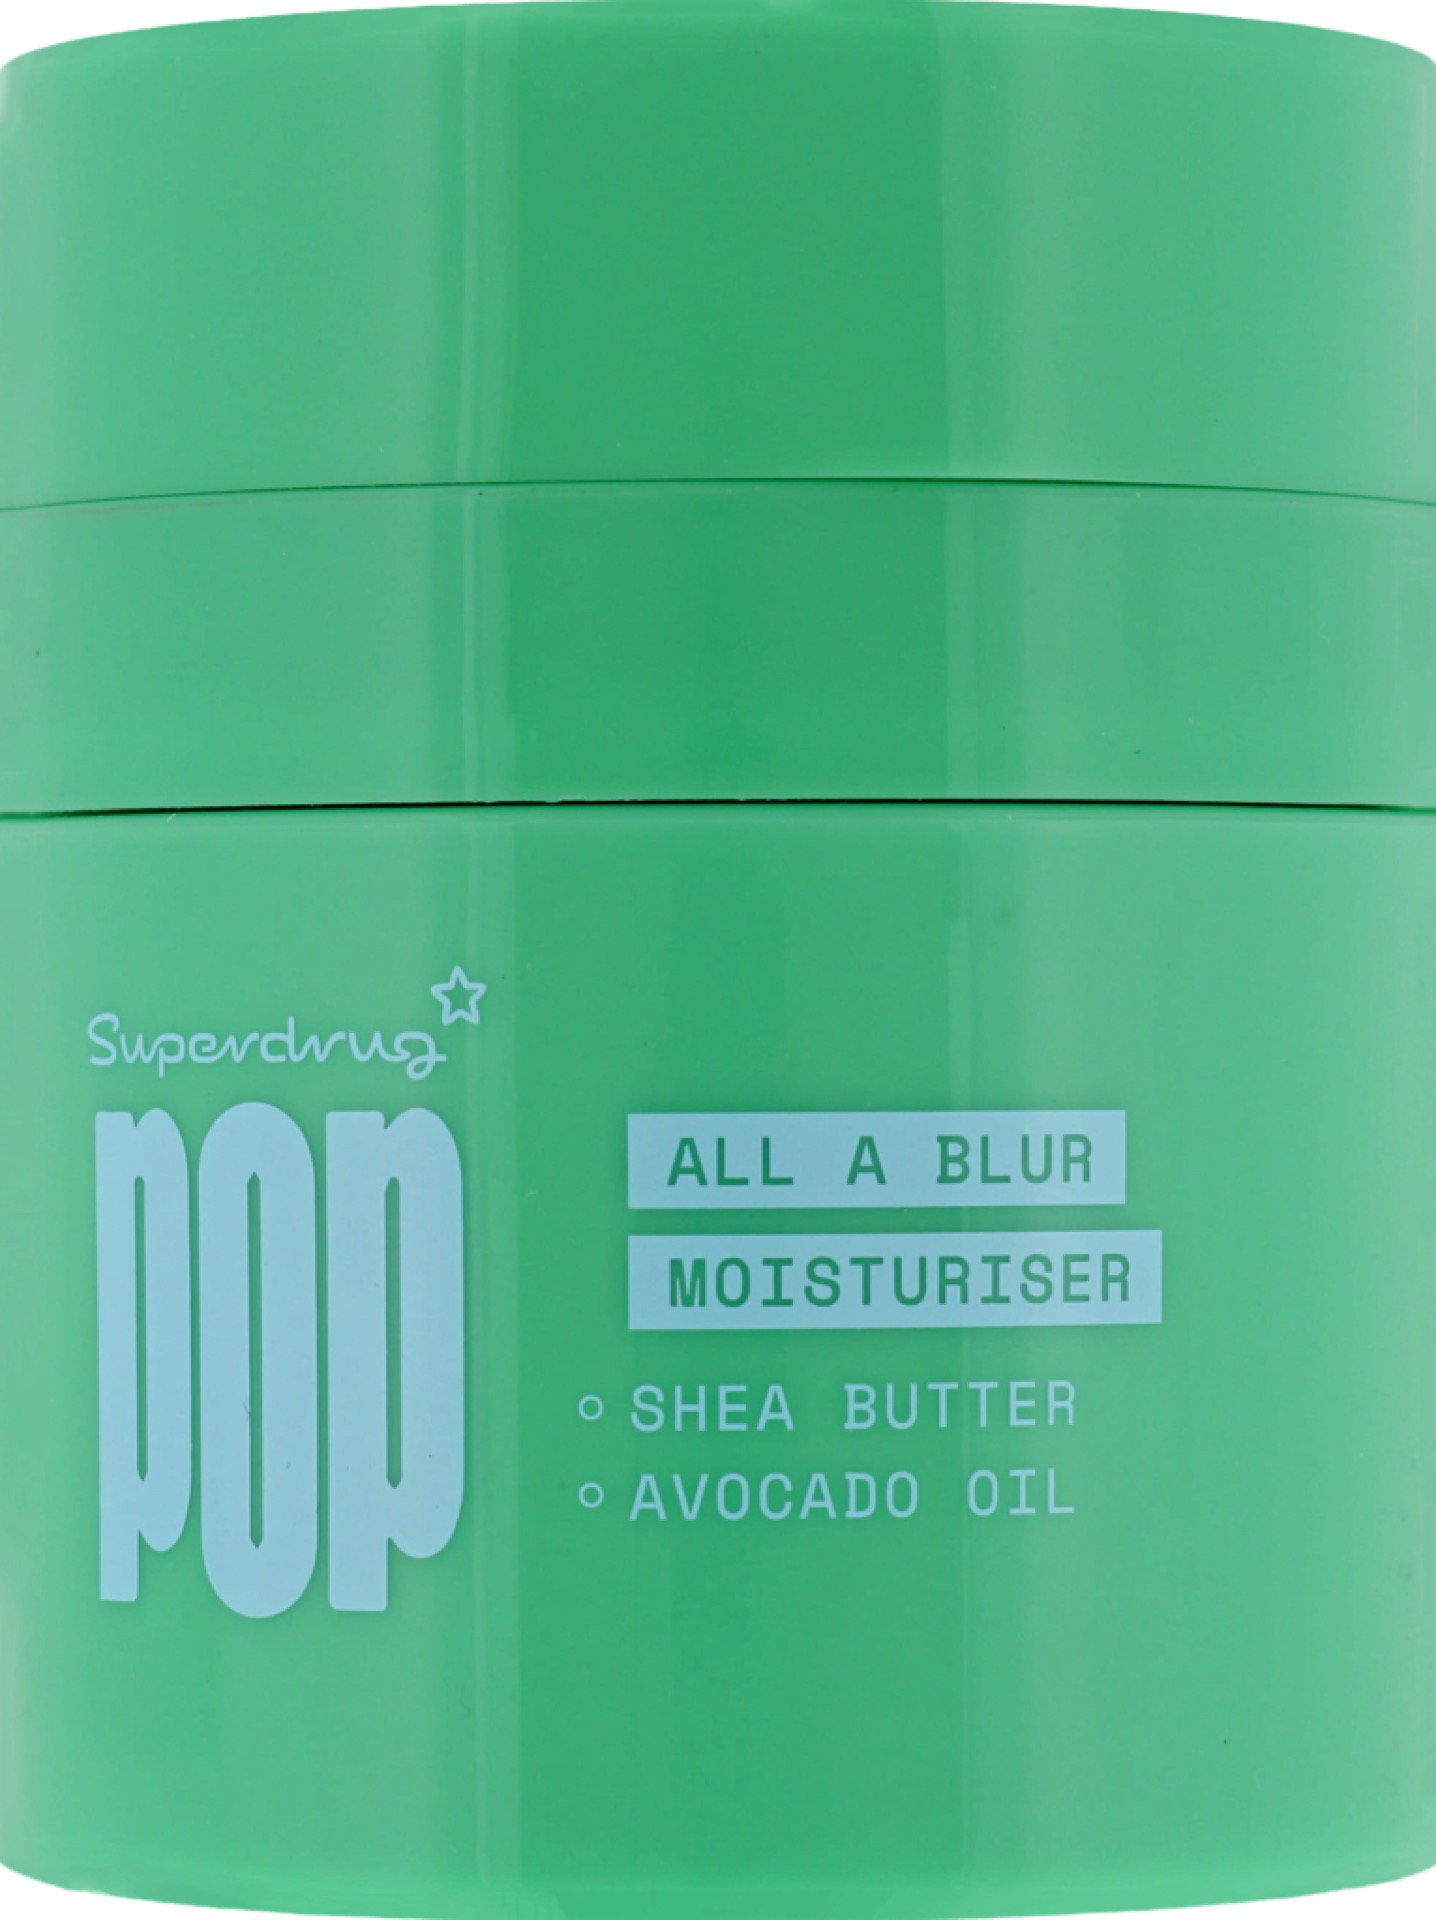 Superdrug
POP
ALL A BLUR
MOISTURISER
SHEA BUTTER
AVOCADO OIL